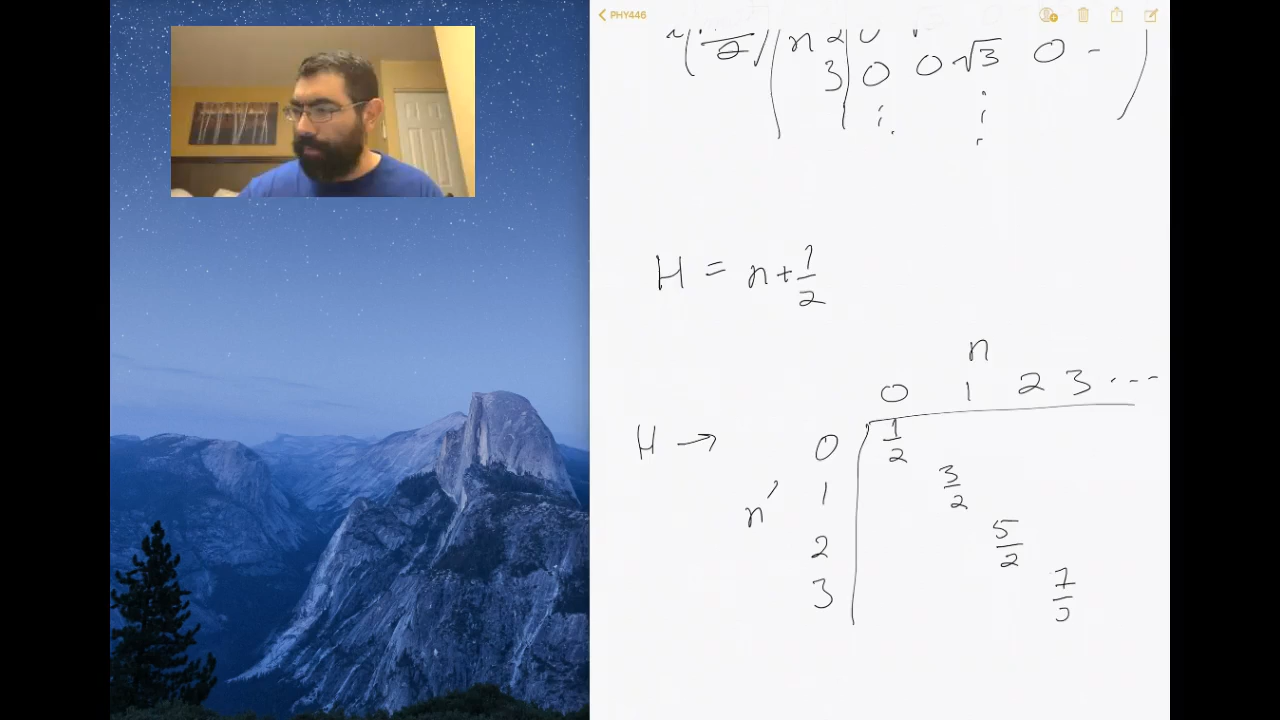 PHY446
n 2 0
3 0 0 √3 0 -
H = n + 1/2
n
0 1 2 3 ...
H → 0 1/2
n' 1 3/2
2 5/2
3